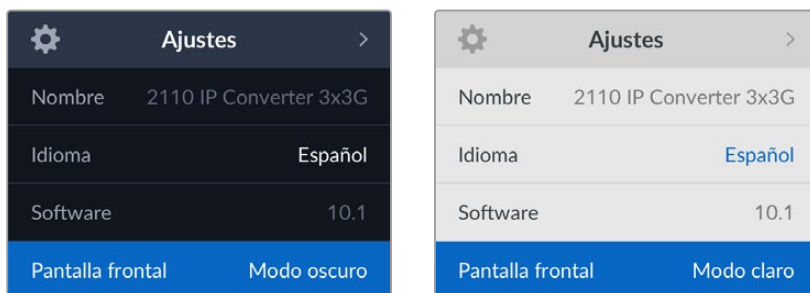 Ajustes
Nombre 2110 IP Converter 3x3G
Idioma Español
Software 10.1
Pantalla frontal Modo oscuro
Ajustes
Nombre 2110 IP Converter 3x3G
Idioma Español
Software 10.1
Pantalla frontal Modo claro